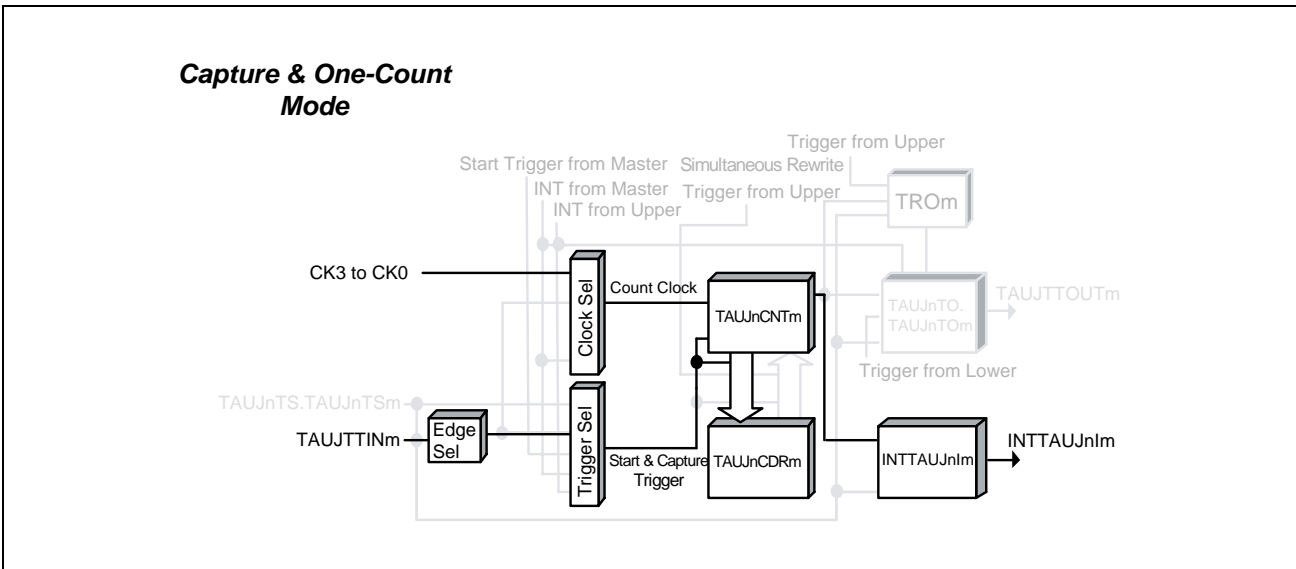 Capture & One-Count
Mode
Trigger from Upper
Start Trigger from Master
Simultaneous Rewrite
INT from Master
Trigger from Upper
INT from Upper
TROm
CK3 to CK0
Clock Sel
Count Clock
TAUJnCNTm
TAUJnTO.
TAUJnTOm
TAUJTTOUTm
Trigger from Lower
TAUJnTS.TAUJnTSm
TAUJTTINm
Edge
Sel
Trigger Sel
Start & Capture
Trigger
TAUJnCDRm
INTTAUJnIm
INTTAUJnIm